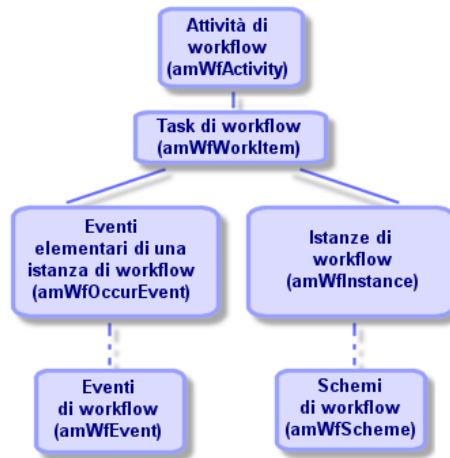 Attività di
workflow
(amWfActivity)
Task di workflow
(amWfWorkItem)
Eventi
elementari di una
istanza di workflow
(amWfOccurEvent)
Istanze di
workflow
(amWfInstance)
Eventi
di workflow
(amWfEvent)
Schemi
di workflow
(amWfScheme)